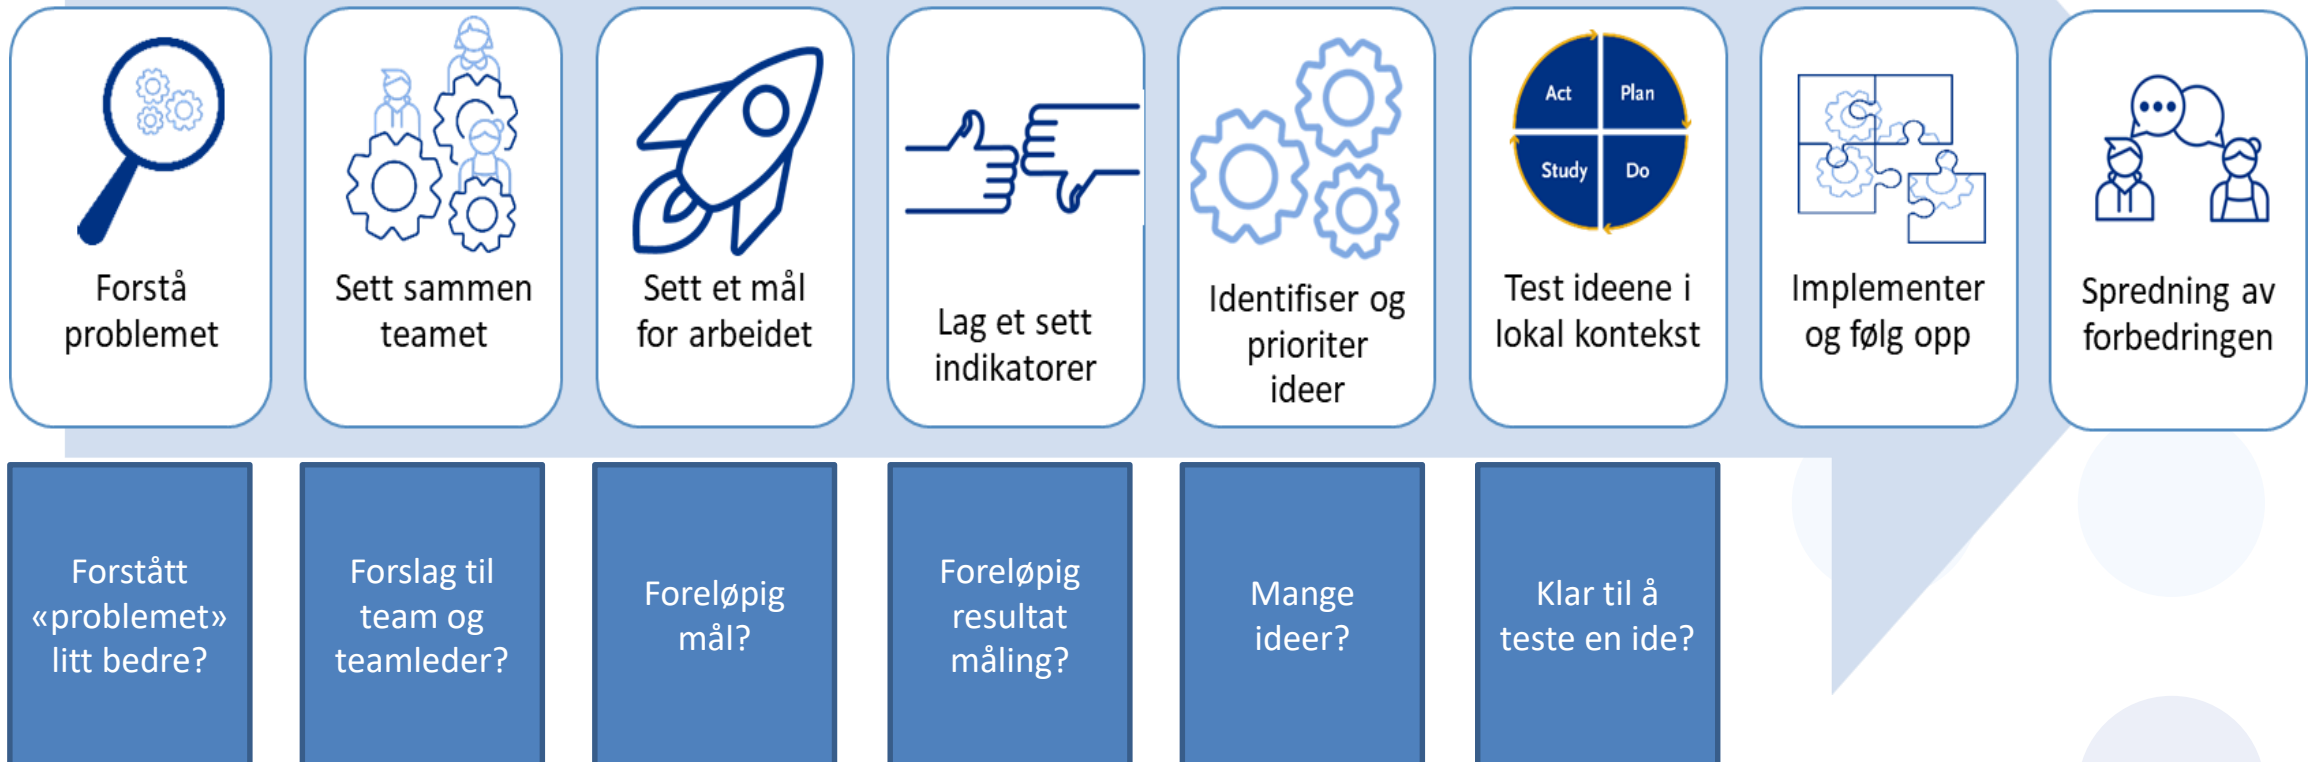 Forstå
problemet
Sett sammen
teamet
Sett et mål
for arbeidet
Lag et sett
indikatorer
Identifiser og
prioriter
ideer
Act
Plan
Study
Do
Test ideene i
lokal kontekst
Implementer
og følg opp
Spredning av
forbedringen
Forstått
«problemet»
litt bedre?
Forslag til
team og
teamleder?
Foreløpig
mål?
Foreløpig
resultat
måling?
Mange
ideer?
Klar til å
teste en ide?